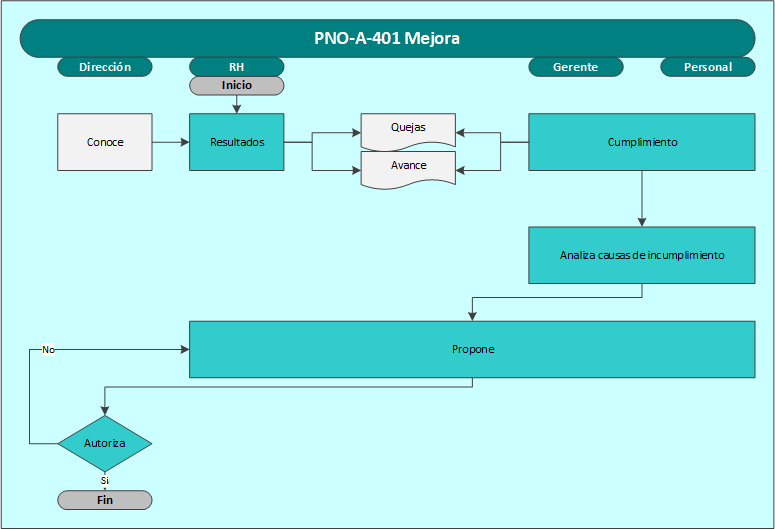 PNO-A-401 Mejora
Dirección
RH
Gerente
Personal
Inicio
Conoce
Resultados
Quejas
Avance
Cumplimiento
Analiza causas de incumplimiento
Propone
No
Autoriza
Si
Fin